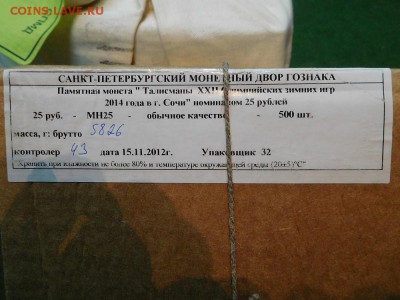 COINS.LAVE.RU
САНКТ-ПЕТЕРБУРГСКИЙ МОНЕТНЫЙ ДВОР ГОЗНАКА
Памятная монета " Талисманы XXII Олимпийских зимних игр
2014 года в г. Сочи" номиналом 25 рублей
25 руб. - МН25 - обычное качество - 500 шт.
масса, г: брутто 5826
контролер 43 дата 15.11.2012г. Упаковщик 32
"Хранить при влажности не более 80% и температуре окружающей среды (20±5)°С"